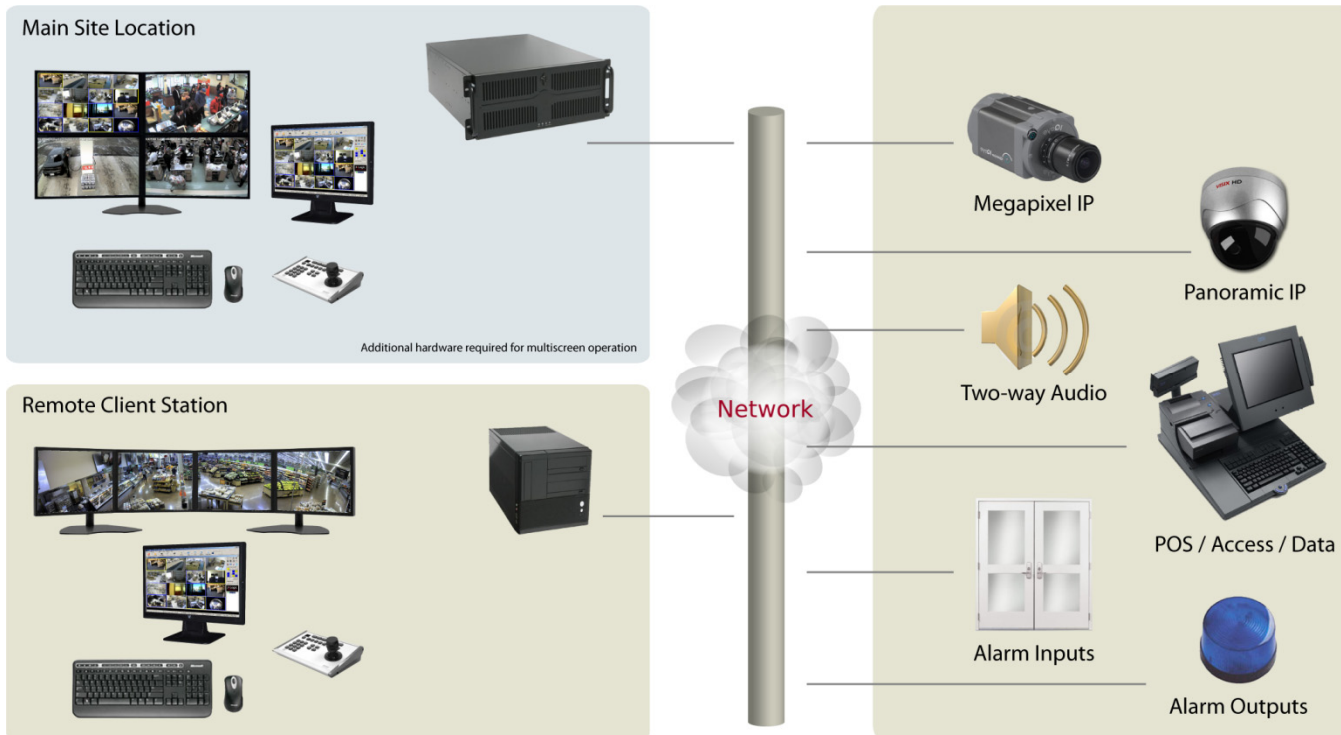 Main Site Location
Additional hardware required for multiscreen operation
Remote Client Station
Network
Megapixel IP
Panoramic IP
Two-way Audio
POS / Access / Data
Alarm Inputs
Alarm Outputs